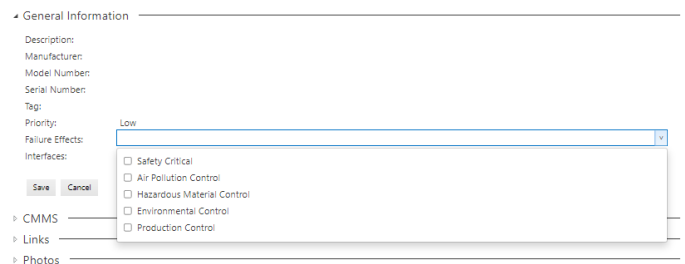 General Information
Description:
Manufacturer:
Model Number:
Serial Number:
Tag:
Priority: Low
Failure Effects:
Interfaces:
Safety Critical
Air Pollution Control
Hazardous Material Control
Environmental Control
Production Control
Save Cancel
CMMS
Links
Photos